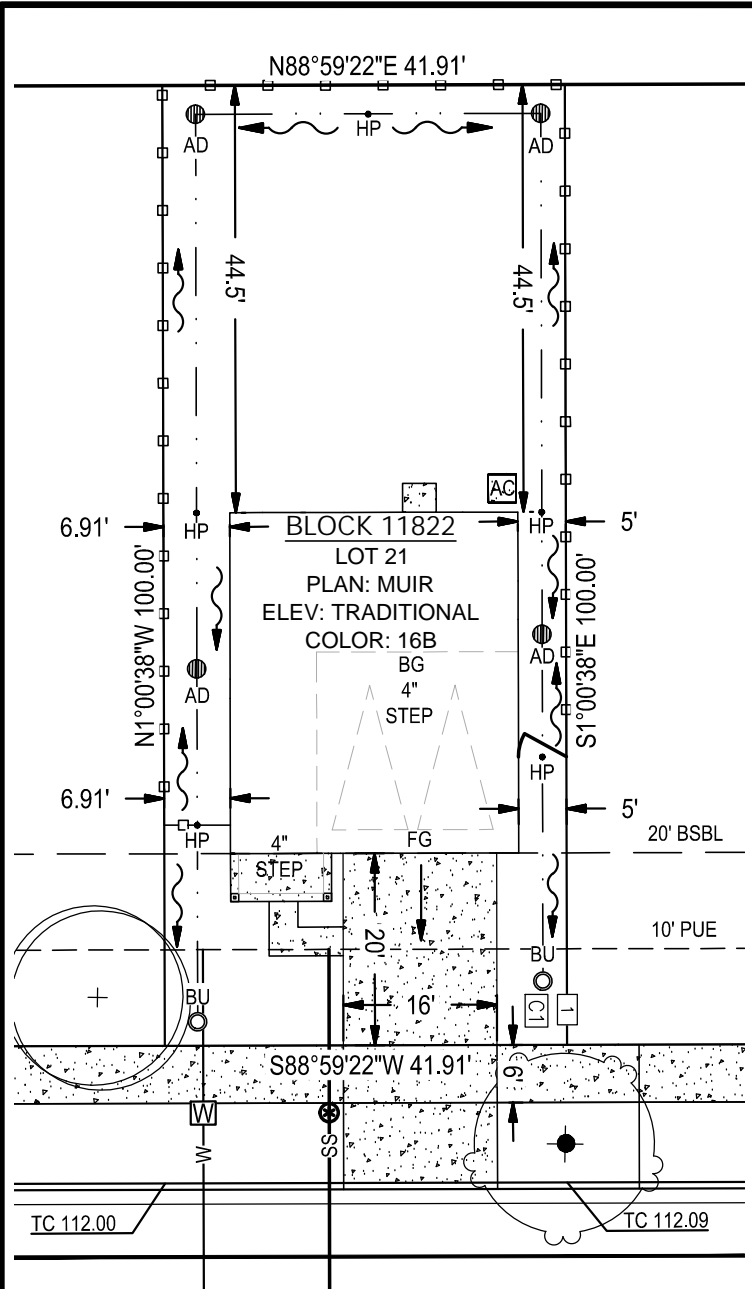 N88°59'22"E 41.91'
AD
HP
AD
44.5'
44.5'
AC
6.91'
HP
BLOCK 11822
HP
5'
LOT 21
PLAN: MUIR
ELEV: TRADITIONAL
COLOR: 16B
N1°00'38"W 100.00'
S1°00'38"E 100.00'
BG
4"
STEP
AD
AD
HP
6.91'
5'
HP
4"
STEP
FG
20' BSBL
20'
10' PUE
BU
BU
16'
C1
1
S88°59'22"W 41.91'
6'
W
W
SS
TC 112.00
TC 112.09